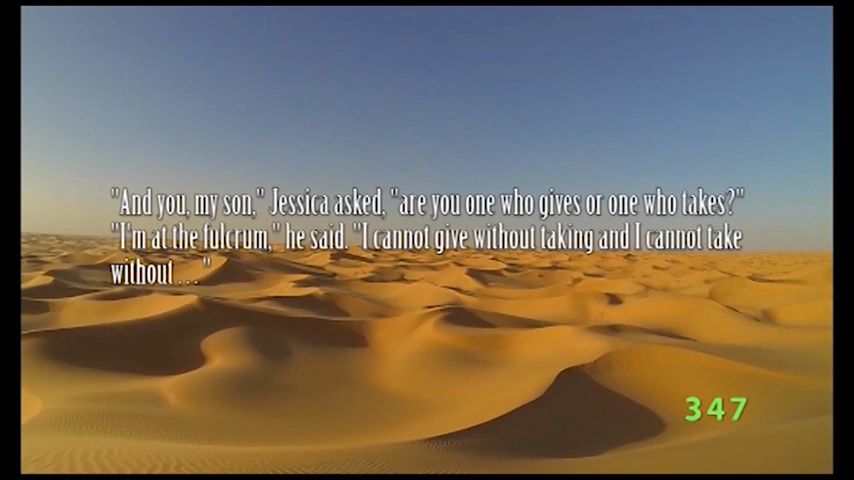 "And you, my son," Jessica asked, "are you one who gives or one who takes?"
"I'm at the fulcrum," he said. "I cannot give without taking and I cannot take
without . . . "
347